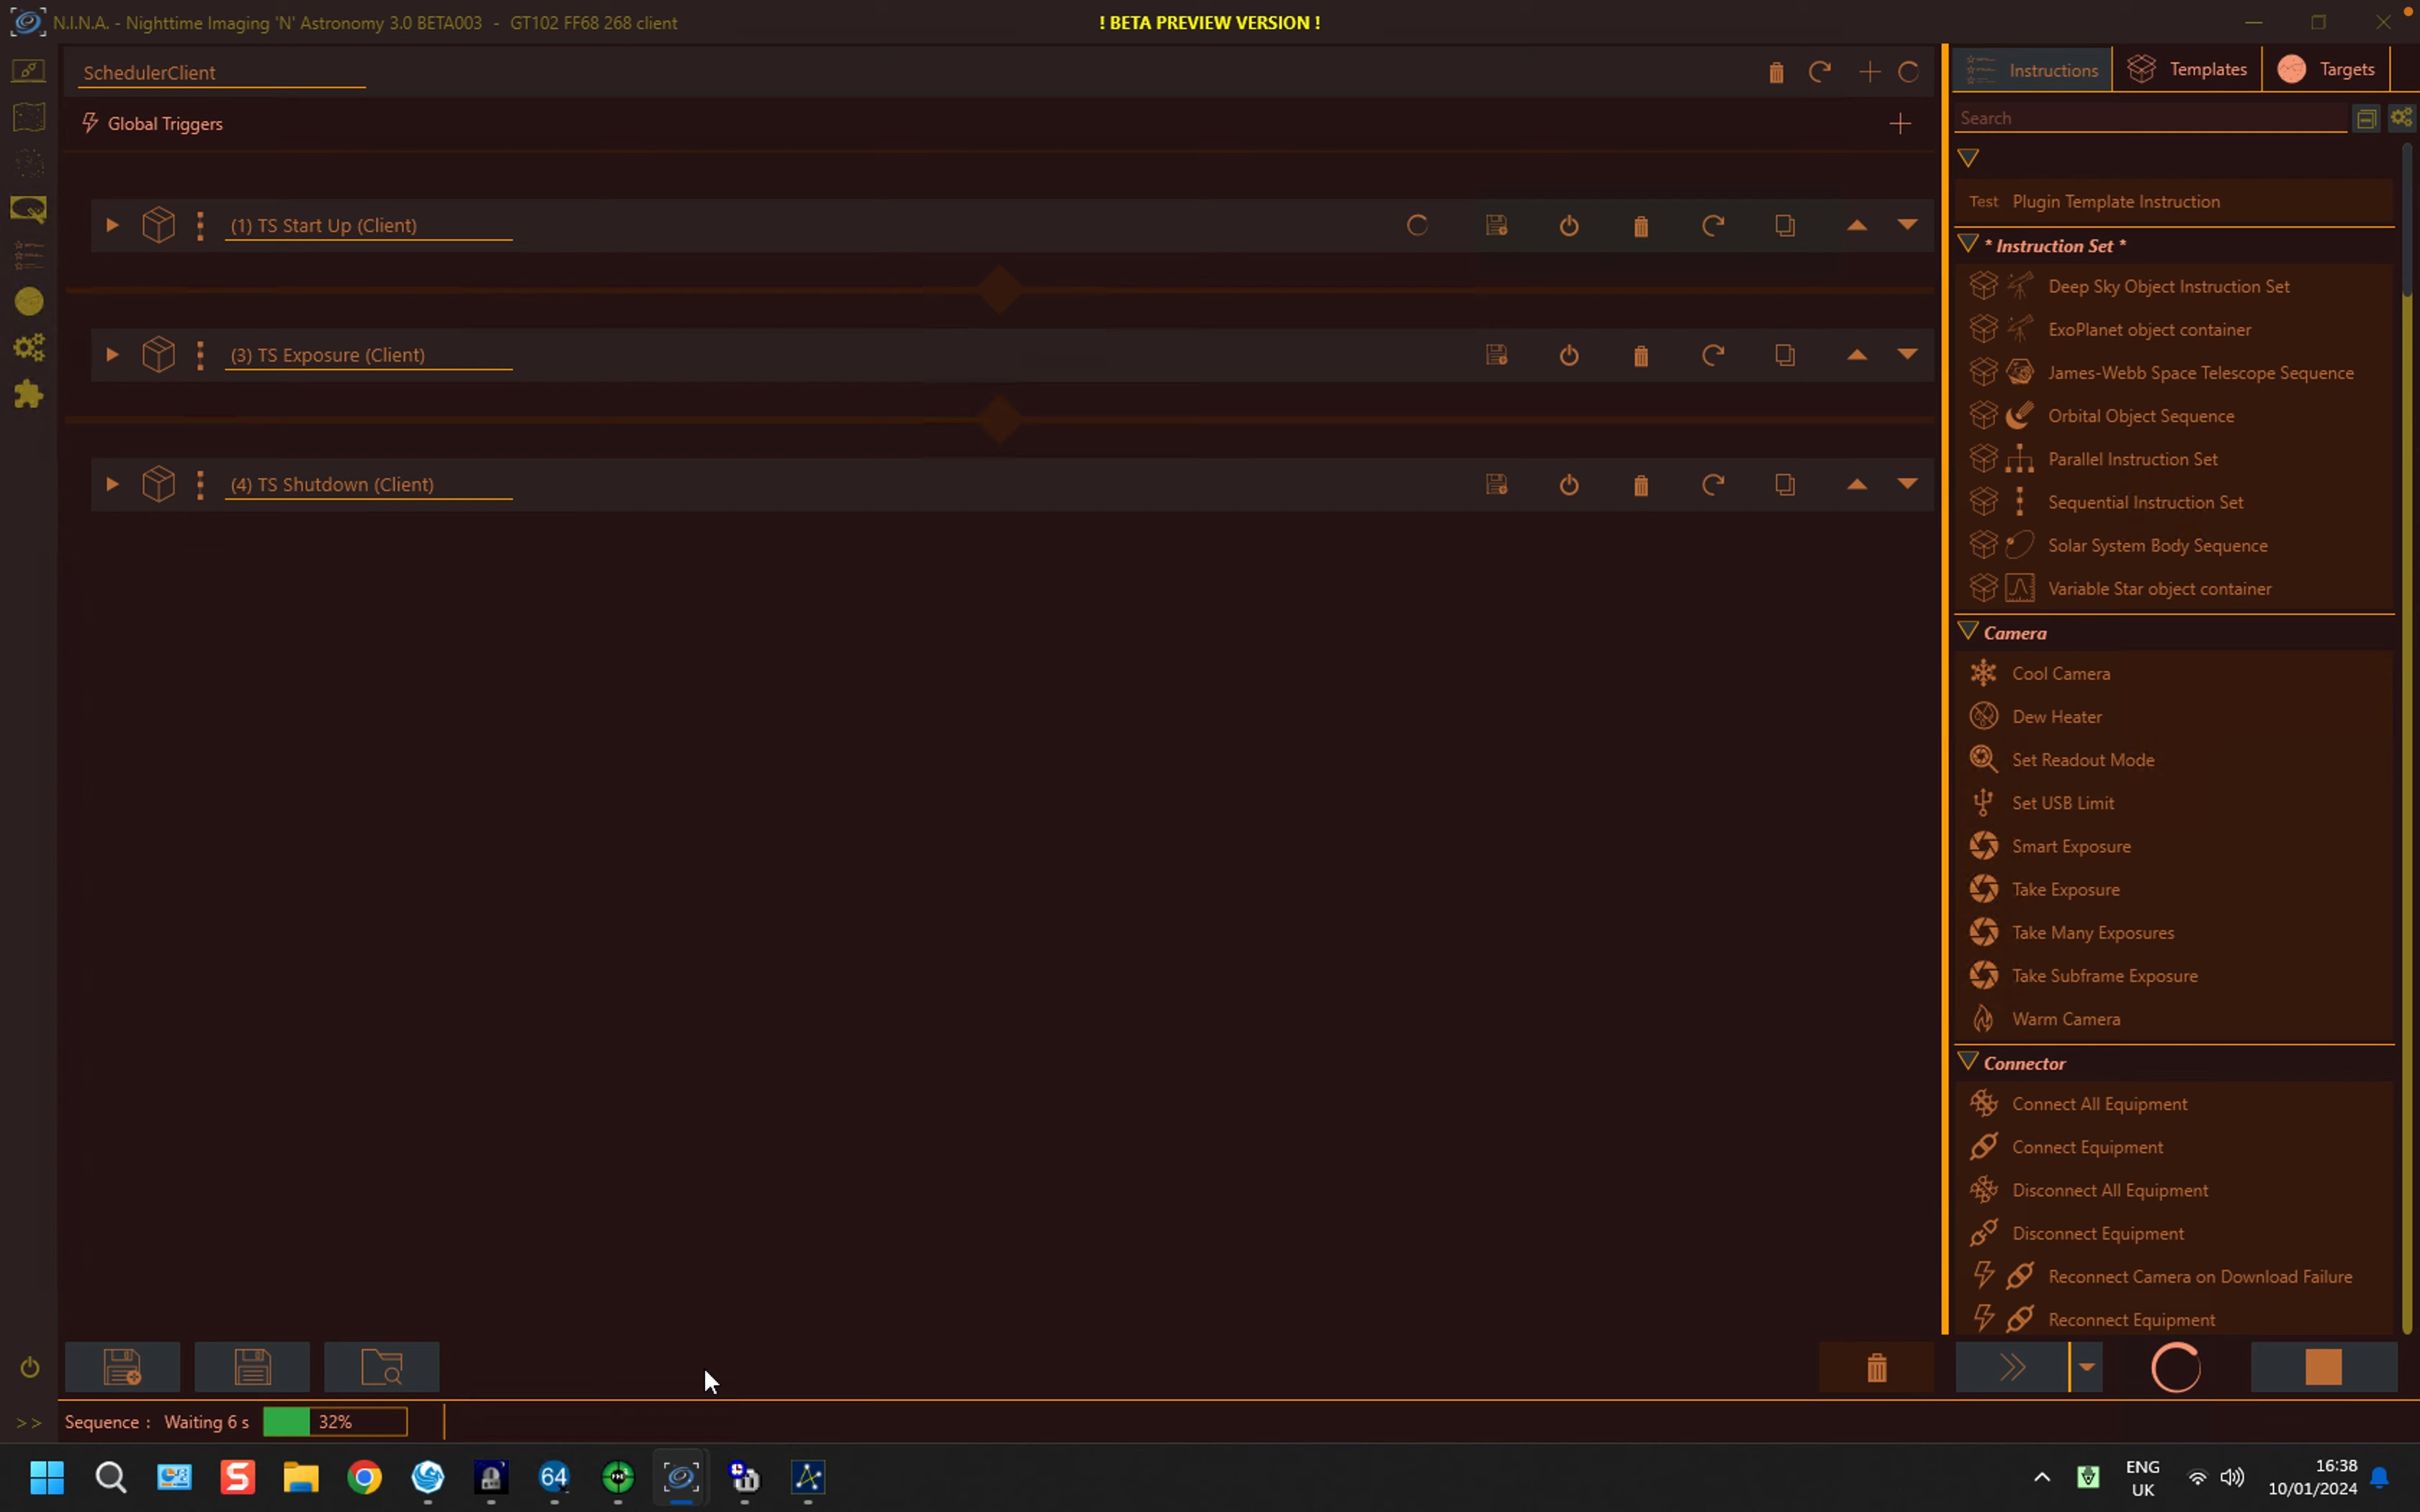 N.I.N.A. - Nighttime Imaging 'N' Astronomy 3.0 BETA003 - GT102 FF68 268 client
! BETA PREVIEW VERSION !
SchedulerClient
Instructions
Templates
Targets
Global Triggers
Search
(1) TS Start Up (Client)
(3) TS Exposure (Client)
(4) TS Shutdown (Client)
Test Plugin Template Instruction
* Instruction Set *
Deep Sky Object Instruction Set
ExoPlanet object container
James-Webb Space Telescope Sequence
Orbital Object Sequence
Parallel Instruction Set
Sequential Instruction Set
Solar System Body Sequence
Variable Star object container
Camera
Cool Camera
Dew Heater
Set Readout Mode
Set USB Limit
Smart Exposure
Take Exposure
Take Many Exposures
Take Subframe Exposure
Warm Camera
Connector
Connect All Equipment
Connect Equipment
Disconnect All Equipment
Disconnect Equipment
Reconnect Camera on Download Failure
Reconnect Equipment
>> Sequence : Waiting 6 s 32%
S
64
ENG
UK
16:38
10/01/2024